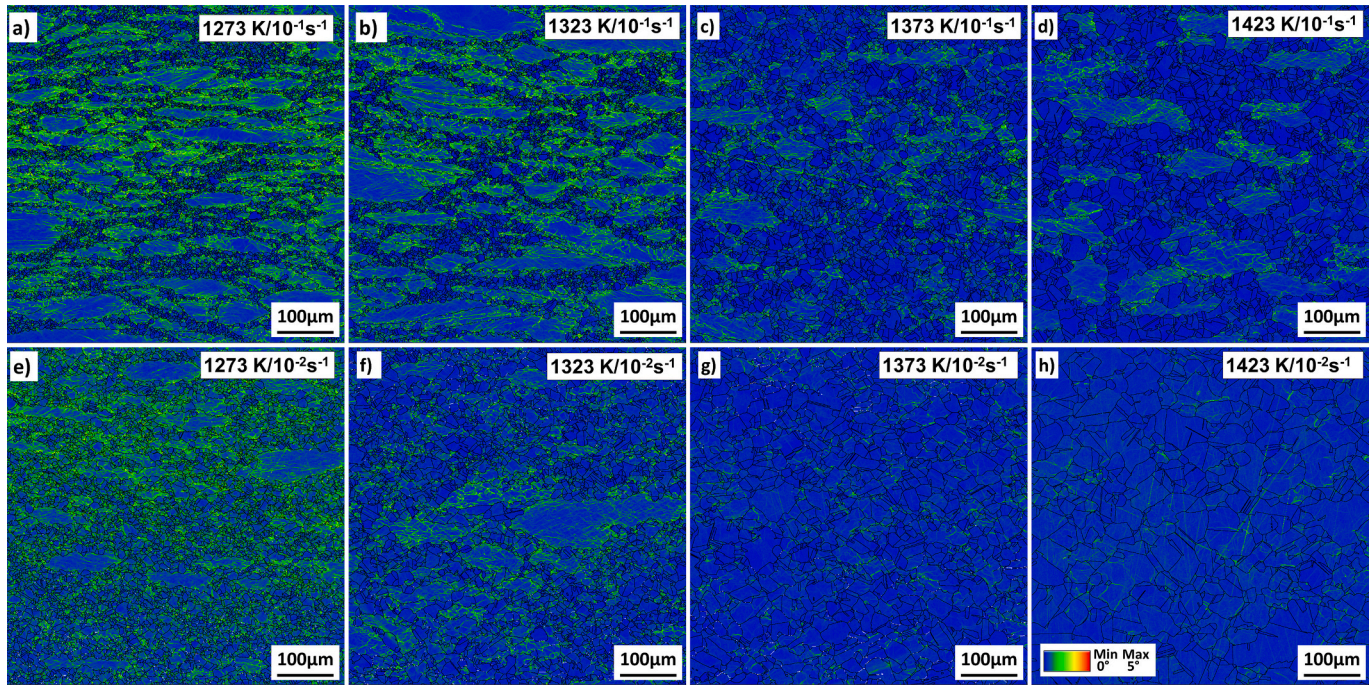 a)
1273 K/10⁻¹s⁻¹
b)
1323 K/10⁻¹s⁻¹
c)
1373 K/10⁻¹s⁻¹
d)
1423 K/10⁻¹s⁻¹
100µm
100µm
100µm
100µm
e)
1273 K/10⁻²s⁻¹
f)
1323 K/10⁻²s⁻¹
g)
1373 K/10⁻²s⁻¹
h)
1423 K/10⁻²s⁻¹
100µm
100µm
100µm
Min Max
0° 5°
100µm